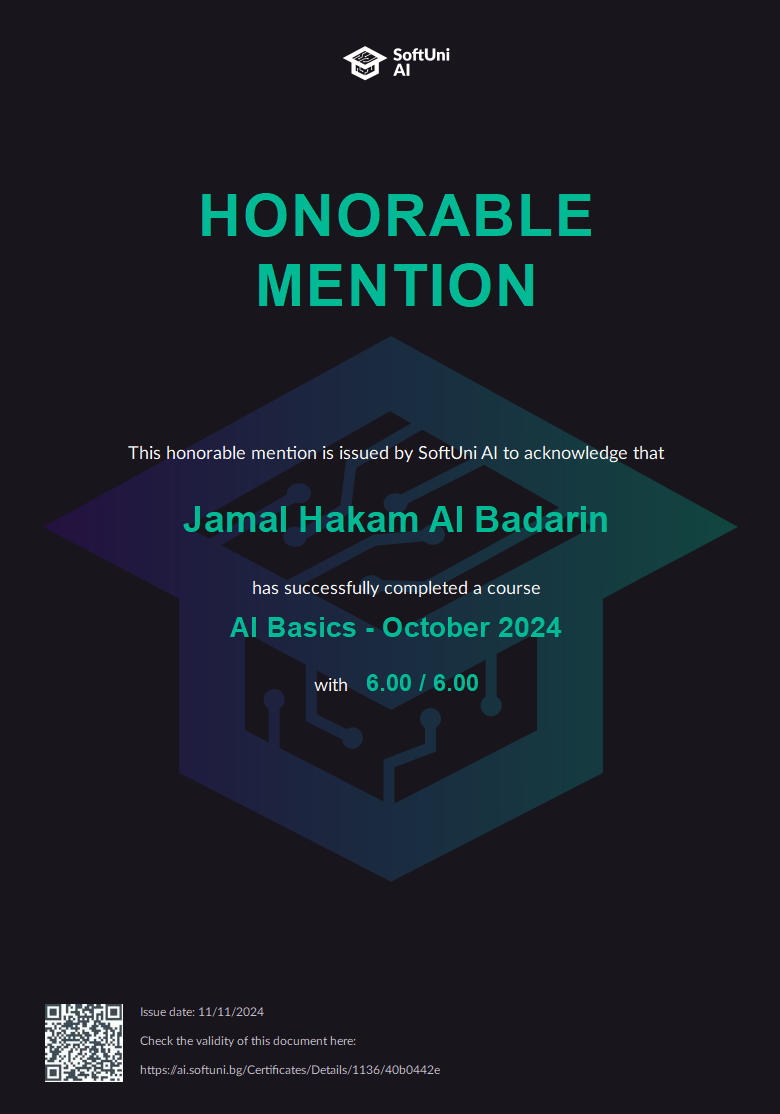 SoftUni
AI
HONORABLE
MENTION
This honorable mention is issued by SoftUni AI to acknowledge that
Jamal Hakam Al Badarin
has successfully completed a course
AI Basics - October 2024
with 6.00 / 6.00
Issue date: 11/11/2024
Check the validity of this document here:
https://ai.softuni.bg/Certificates/Details/1136/40b0442e